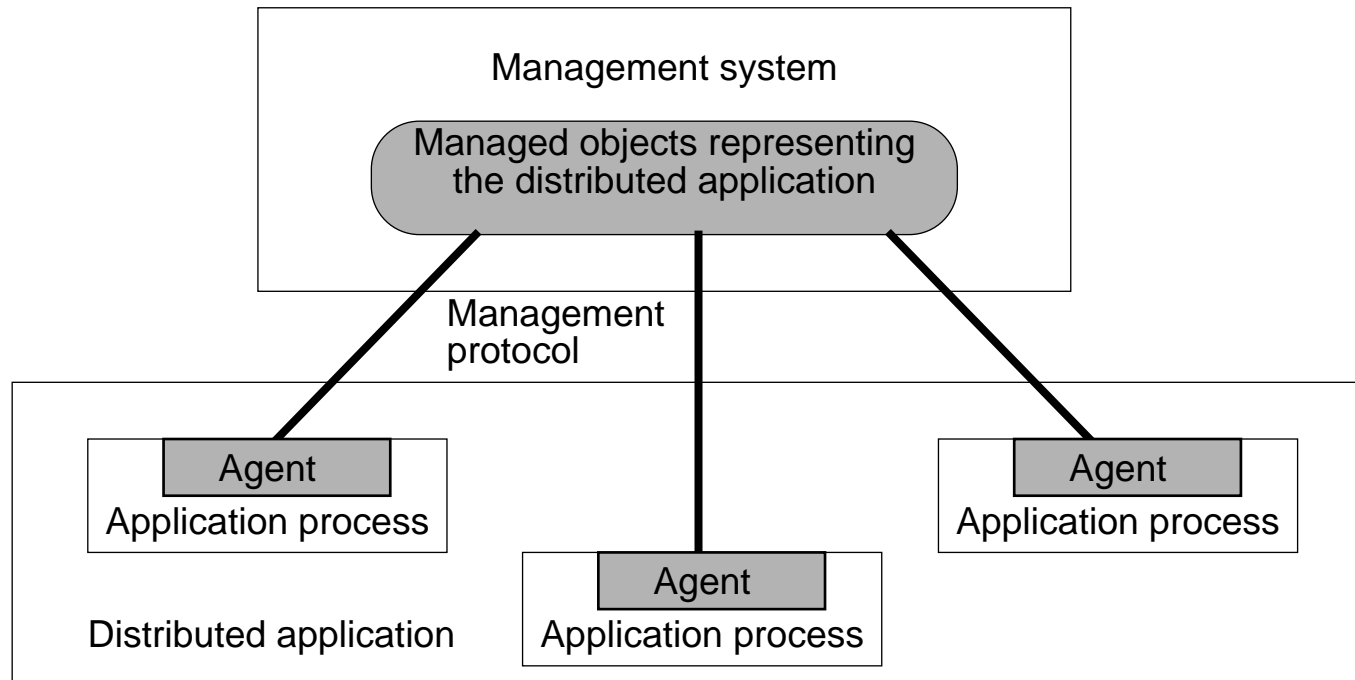 Management system
Managed objects representing
the distributed application
Management
protocol
Agent
Application process
Agent
Application process
Agent
Application process
Distributed application